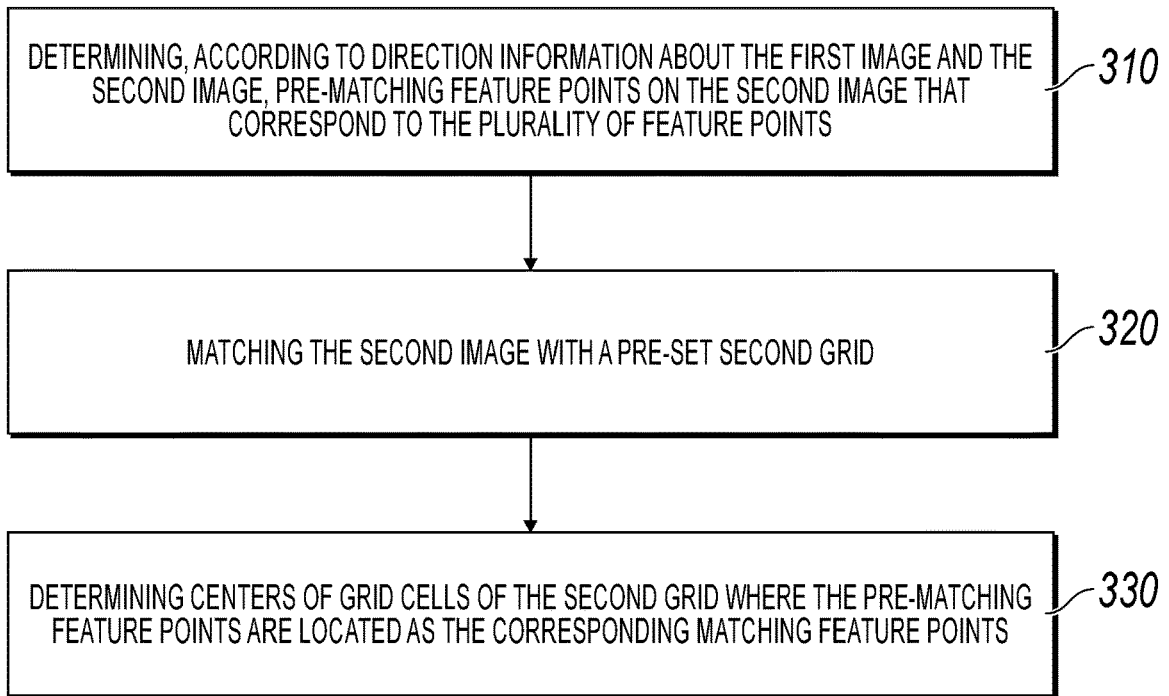 DETERMINING, ACCORDING TO DIRECTION INFORMATION ABOUT THE FIRST IMAGE AND THE
SECOND IMAGE, PRE-MATCHING FEATURE POINTS ON THE SECOND IMAGE THAT
CORRESPOND TO THE PLURALITY OF FEATURE POINTS
310
MATCHING THE SECOND IMAGE WITH A PRE-SET SECOND GRID
320
DETERMINING CENTERS OF GRID CELLS OF THE SECOND GRID WHERE THE PRE-MATCHING
FEATURE POINTS ARE LOCATED AS THE CORRESPONDING MATCHING FEATURE POINTS
330